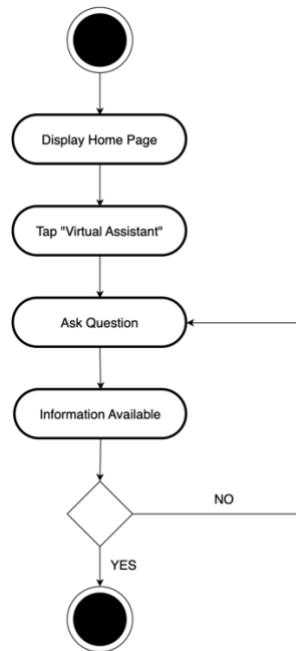 Display Home Page
Tap "Virtual Assistant"
Ask Question
Information Available
NO
YES